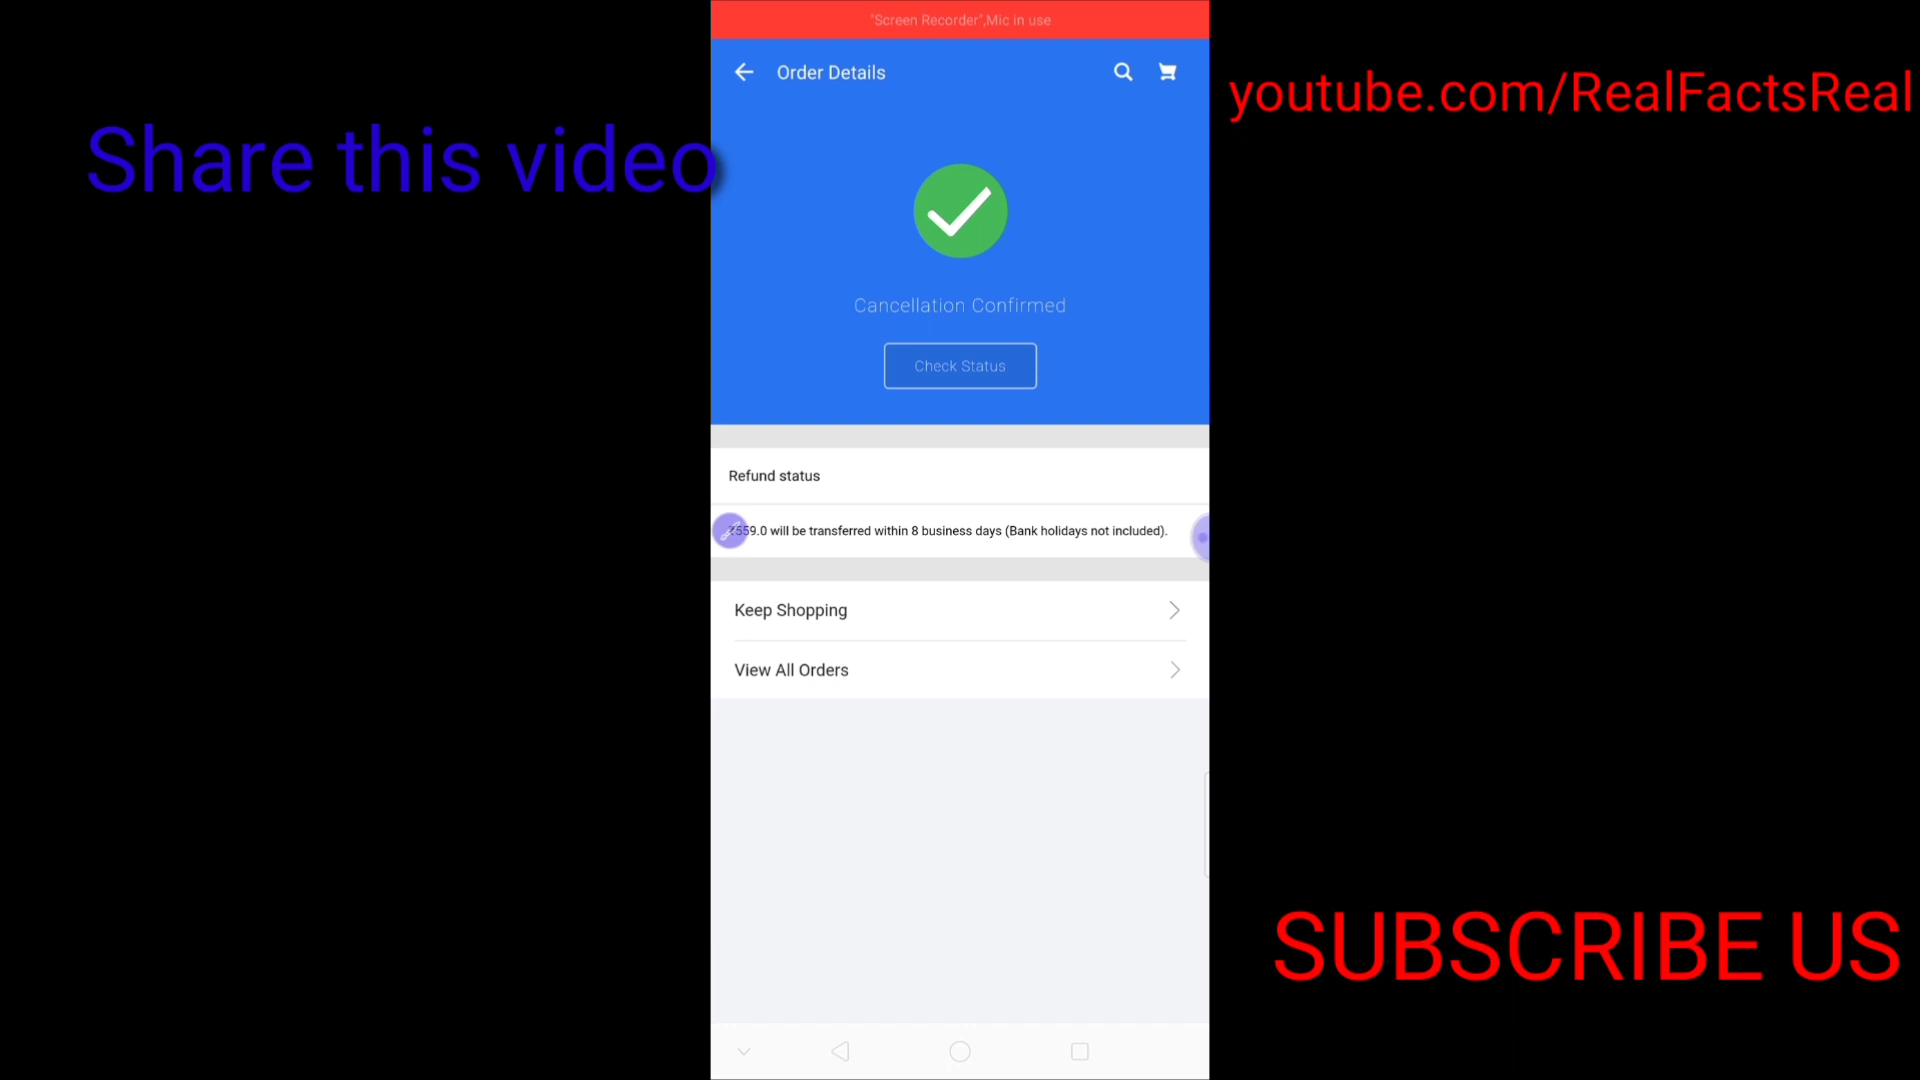 "Screen Recorder",Mic in use
Order Details
youtube.com/RealFactsReal
Share this video
Cancellation Confirmed
Check Status
Refund status
₹559.0 will be transferred within 8 business days (Bank holidays not included).
Keep Shopping
View All Orders
SUBSCRIBE US